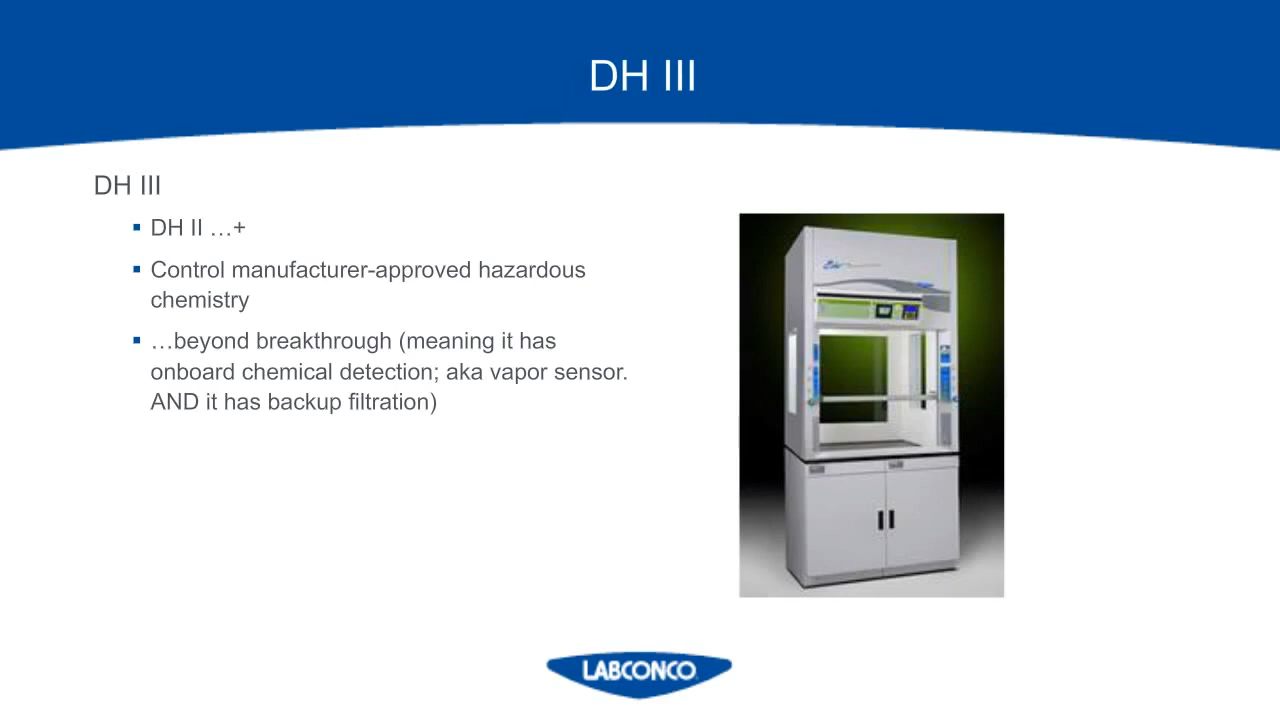 DH III
DH III
▪ DH II …+
▪ Control manufacturer-approved hazardous
chemistry
▪ …beyond breakthrough (meaning it has
onboard chemical detection; aka vapor sensor.
AND it has backup filtration)
LABCONCO